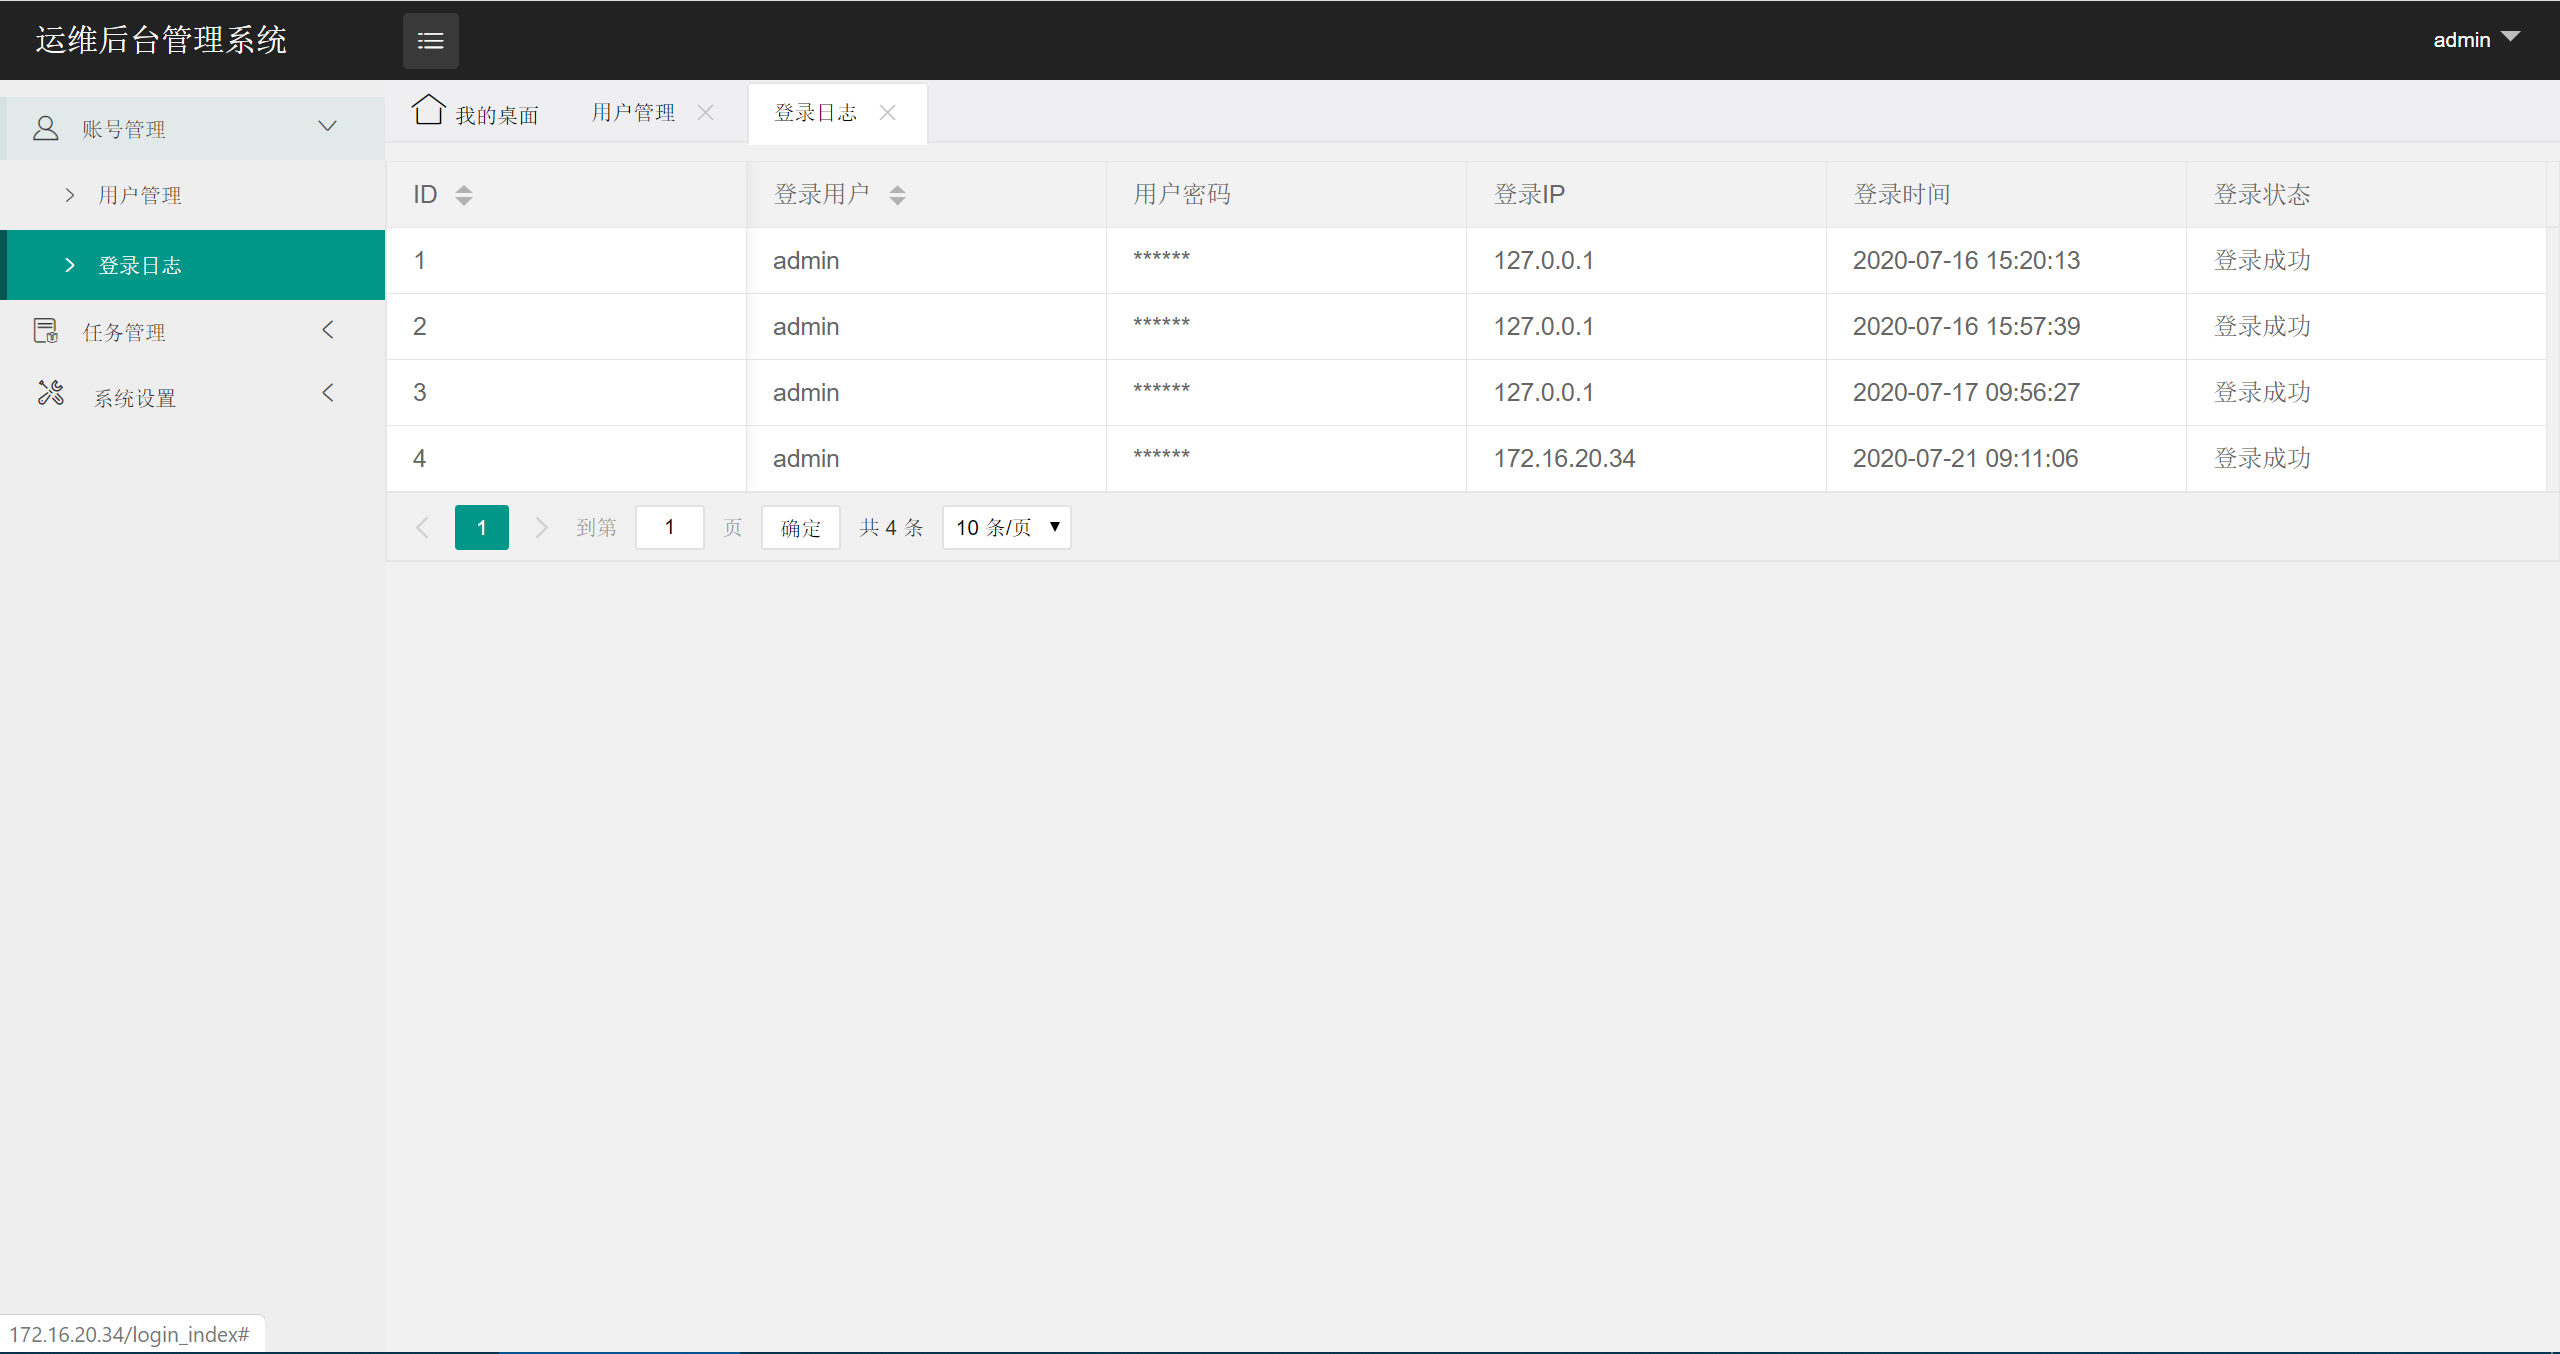 运维后台管理系统
admin
账号管理
用户管理
登录日志
任务管理
系统设置
我的桌面 用户管理 登录日志
ID 登录用户 用户密码 登录IP 登录时间 登录状态
1 admin ****** 127.0.0.1 2020-07-16 15:20:13 登录成功
2 admin ****** 127.0.0.1 2020-07-16 15:57:39 登录成功
3 admin ****** 127.0.0.1 2020-07-17 09:56:27 登录成功
4 admin ****** 172.16.20.34 2020-07-21 09:11:06 登录成功
1 到第 1 页 确定 共 4 条 10 条/页
172.16.20.34/login_index#